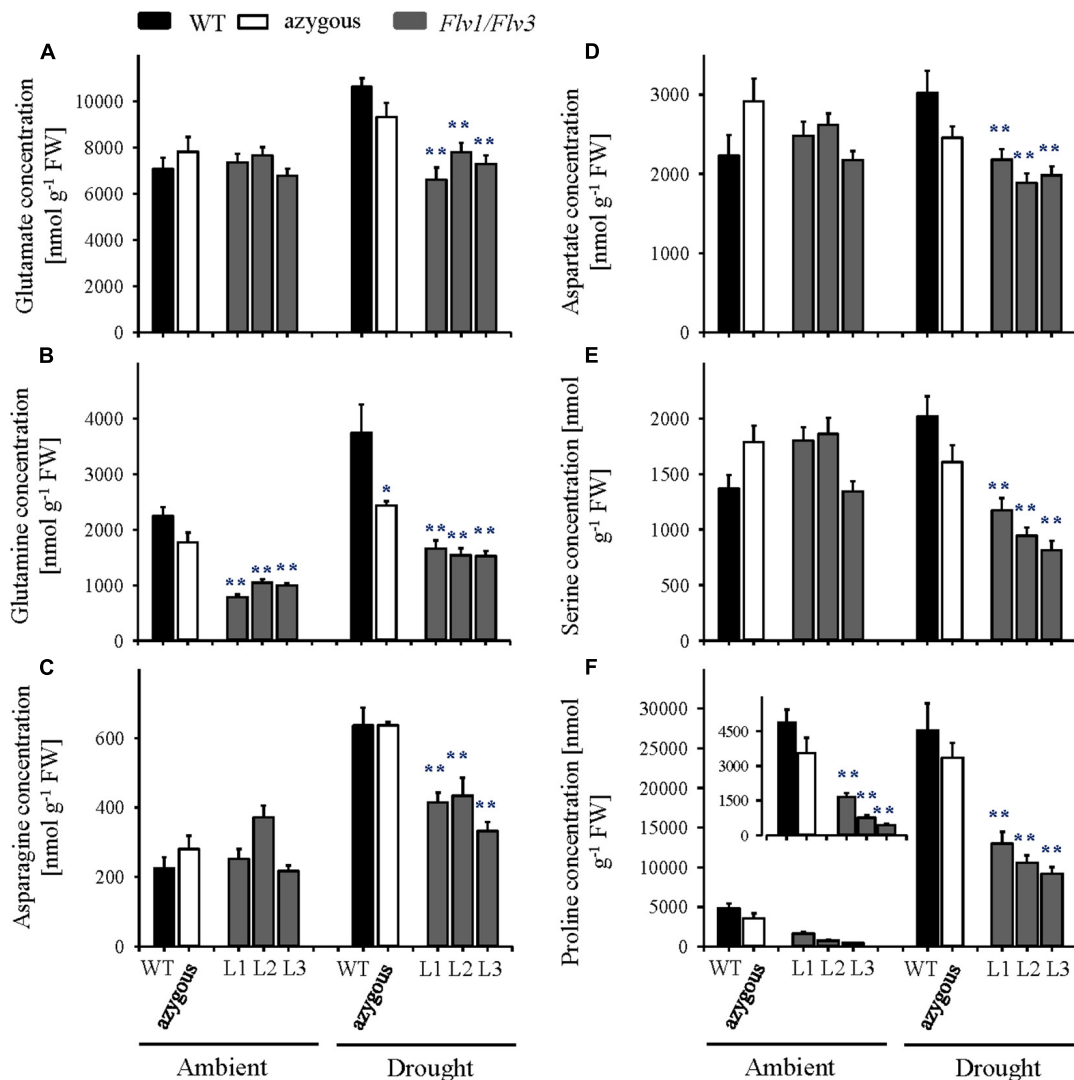 WT azygous Flv1/Flv3
A
Glutamate concentration
[nmol g-1 FW]
10000
8000
6000
4000
2000
0
** ** **
B
Glutamine concentration
[nmol g-1 FW]
4000
3000
2000
1000
0
** ** **
*
** ** **
C
Asparagine concentration
[nmol g-1 FW]
600
400
200
0
** ** **
WT azygous L1 L2 L3 WT azygous L1 L2 L3
Ambient Drought
D
Aspartate concentration
[nmol g-1 FW]
3000
2000
1000
0
** ** **
E
Serine concentration [nmol
g-1 FW]
2000
1500
1000
500
0
** ** **
F
Proline concentration [nmol
g-1 FW]
30000
25000
20000
15000
10000
5000
0
4500
3000
1500
0
** ** **
** ** **
WT azygous L1 L2 L3 WT azygous L1 L2 L3
Ambient Drought